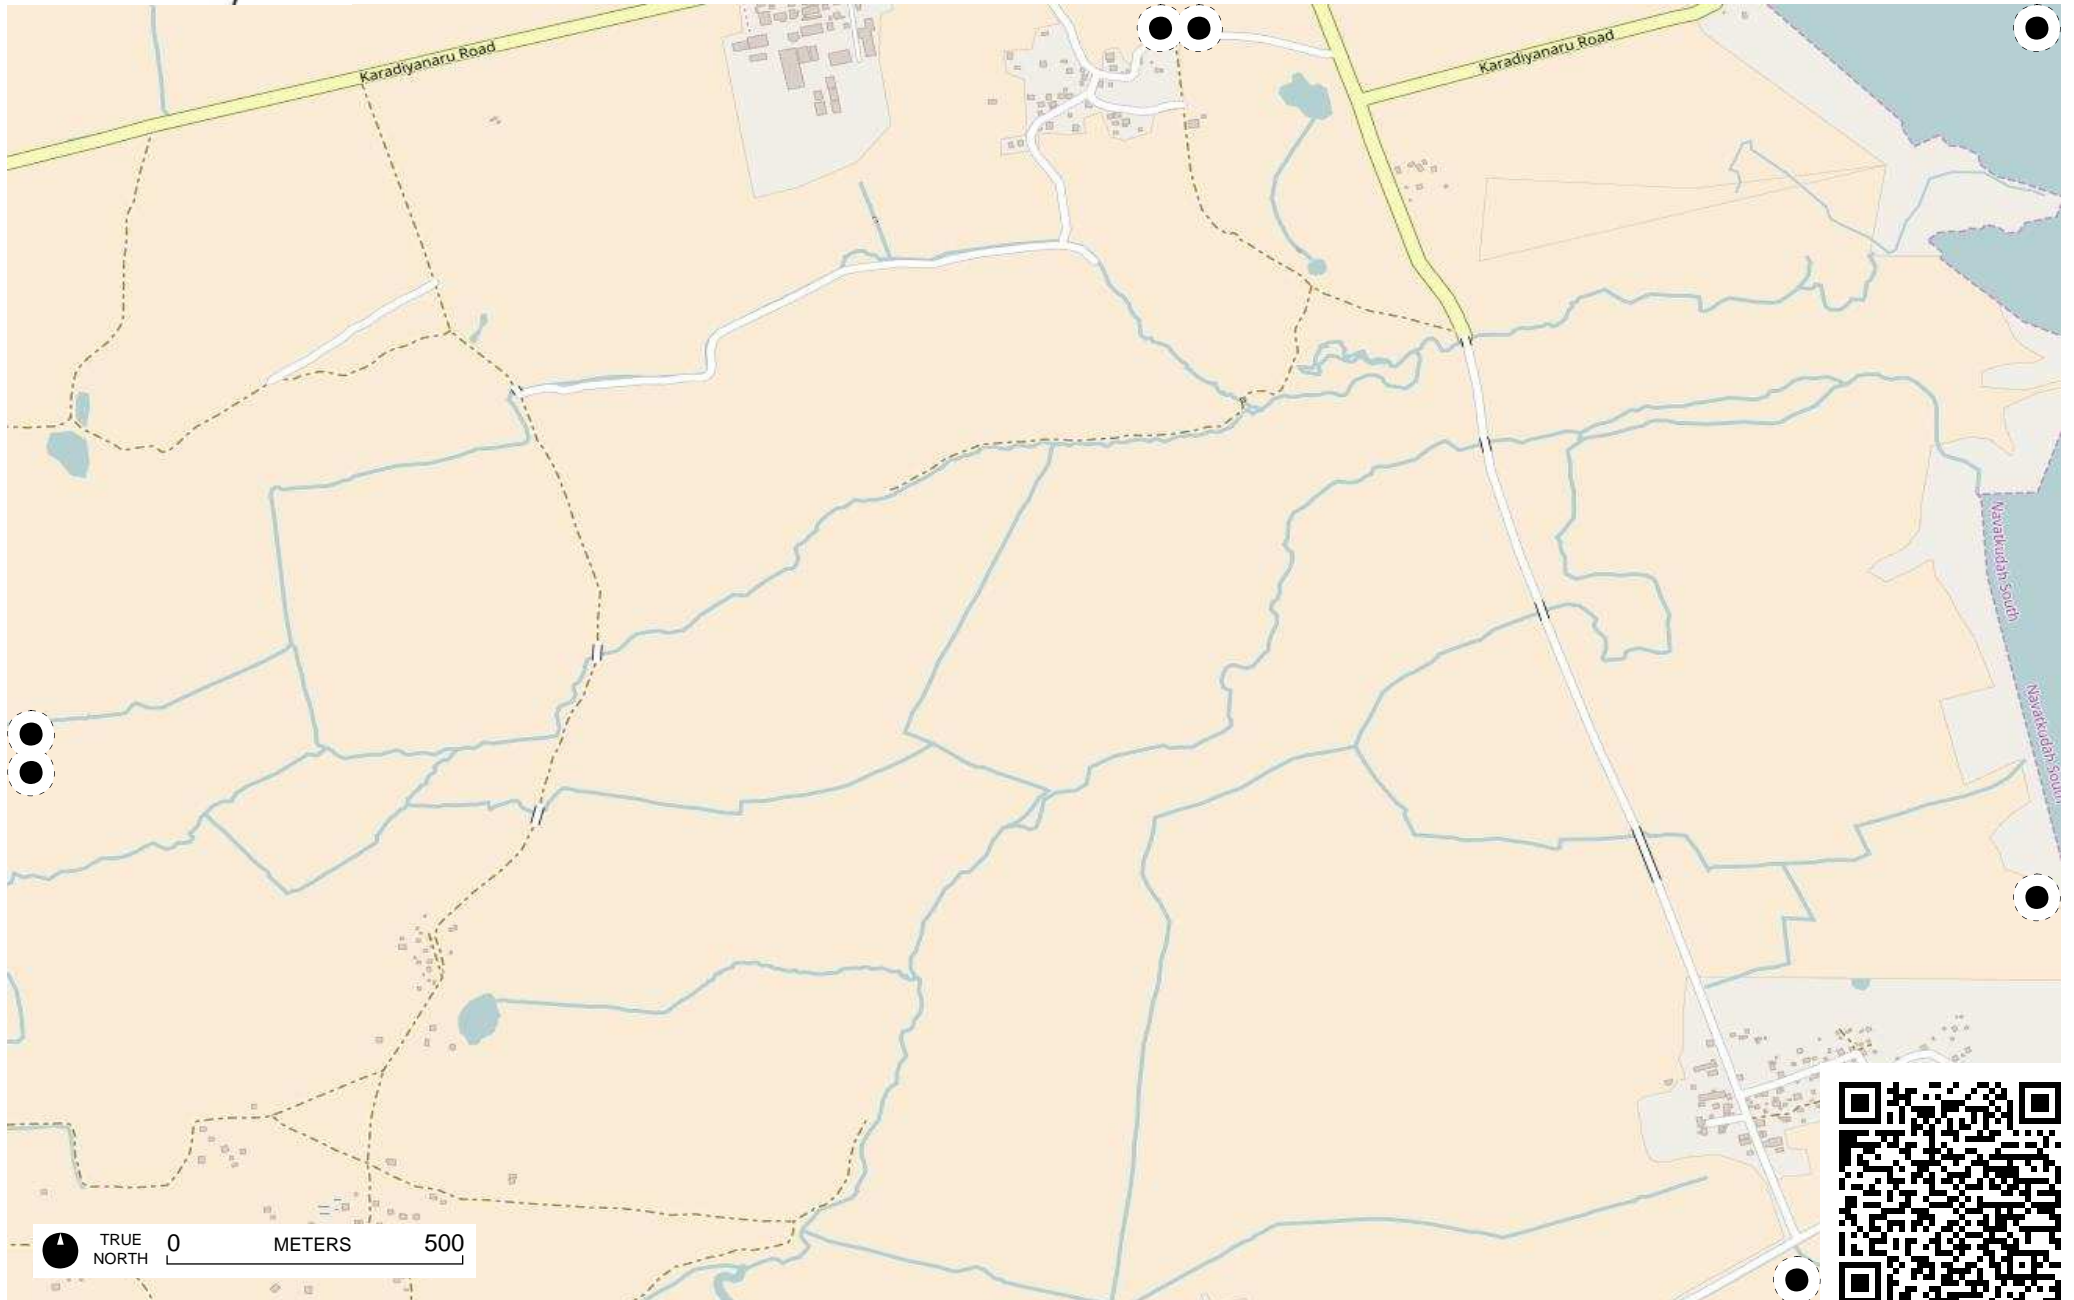 Karadiyanaru Road
Karadiyanaru Road
Navatkudah South
Navatkudah South
TRUE
NORTH
0 METERS 500